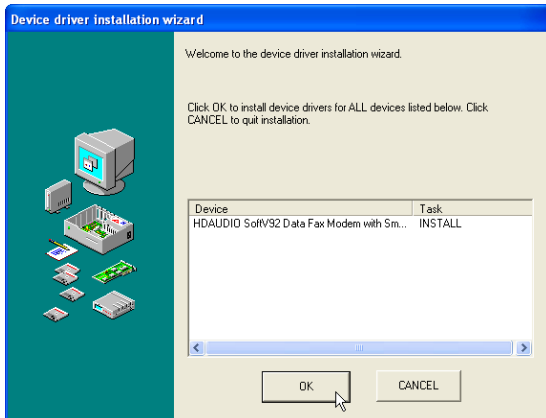 Device driver installation wizard
Welcome to the device driver installation wizard.
Click OK to install device drivers for ALL devices listed below. Click
CANCEL to quit installation.
Device Task
HDAUDIO SoftV92 Data Fax Modem with Sm... INSTALL
OK CANCEL